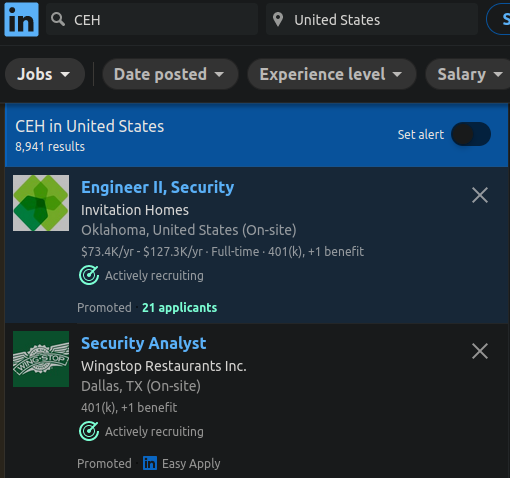 in CEH United States S
Jobs Date posted Experience level Salary
CEH in United States
8,941 results
Set alert
Engineer II, Security
Invitation Homes
Oklahoma, United States (On-site)
$73.4K/yr - $127.3K/yr · Full-time · 401(k), +1 benefit
Actively recruiting
Promoted · 21 applicants
WING·STOP
Security Analyst
Wingstop Restaurants Inc.
Dallas, TX (On-site)
401(k), +1 benefit
Actively recruiting
Promoted · in Easy Apply